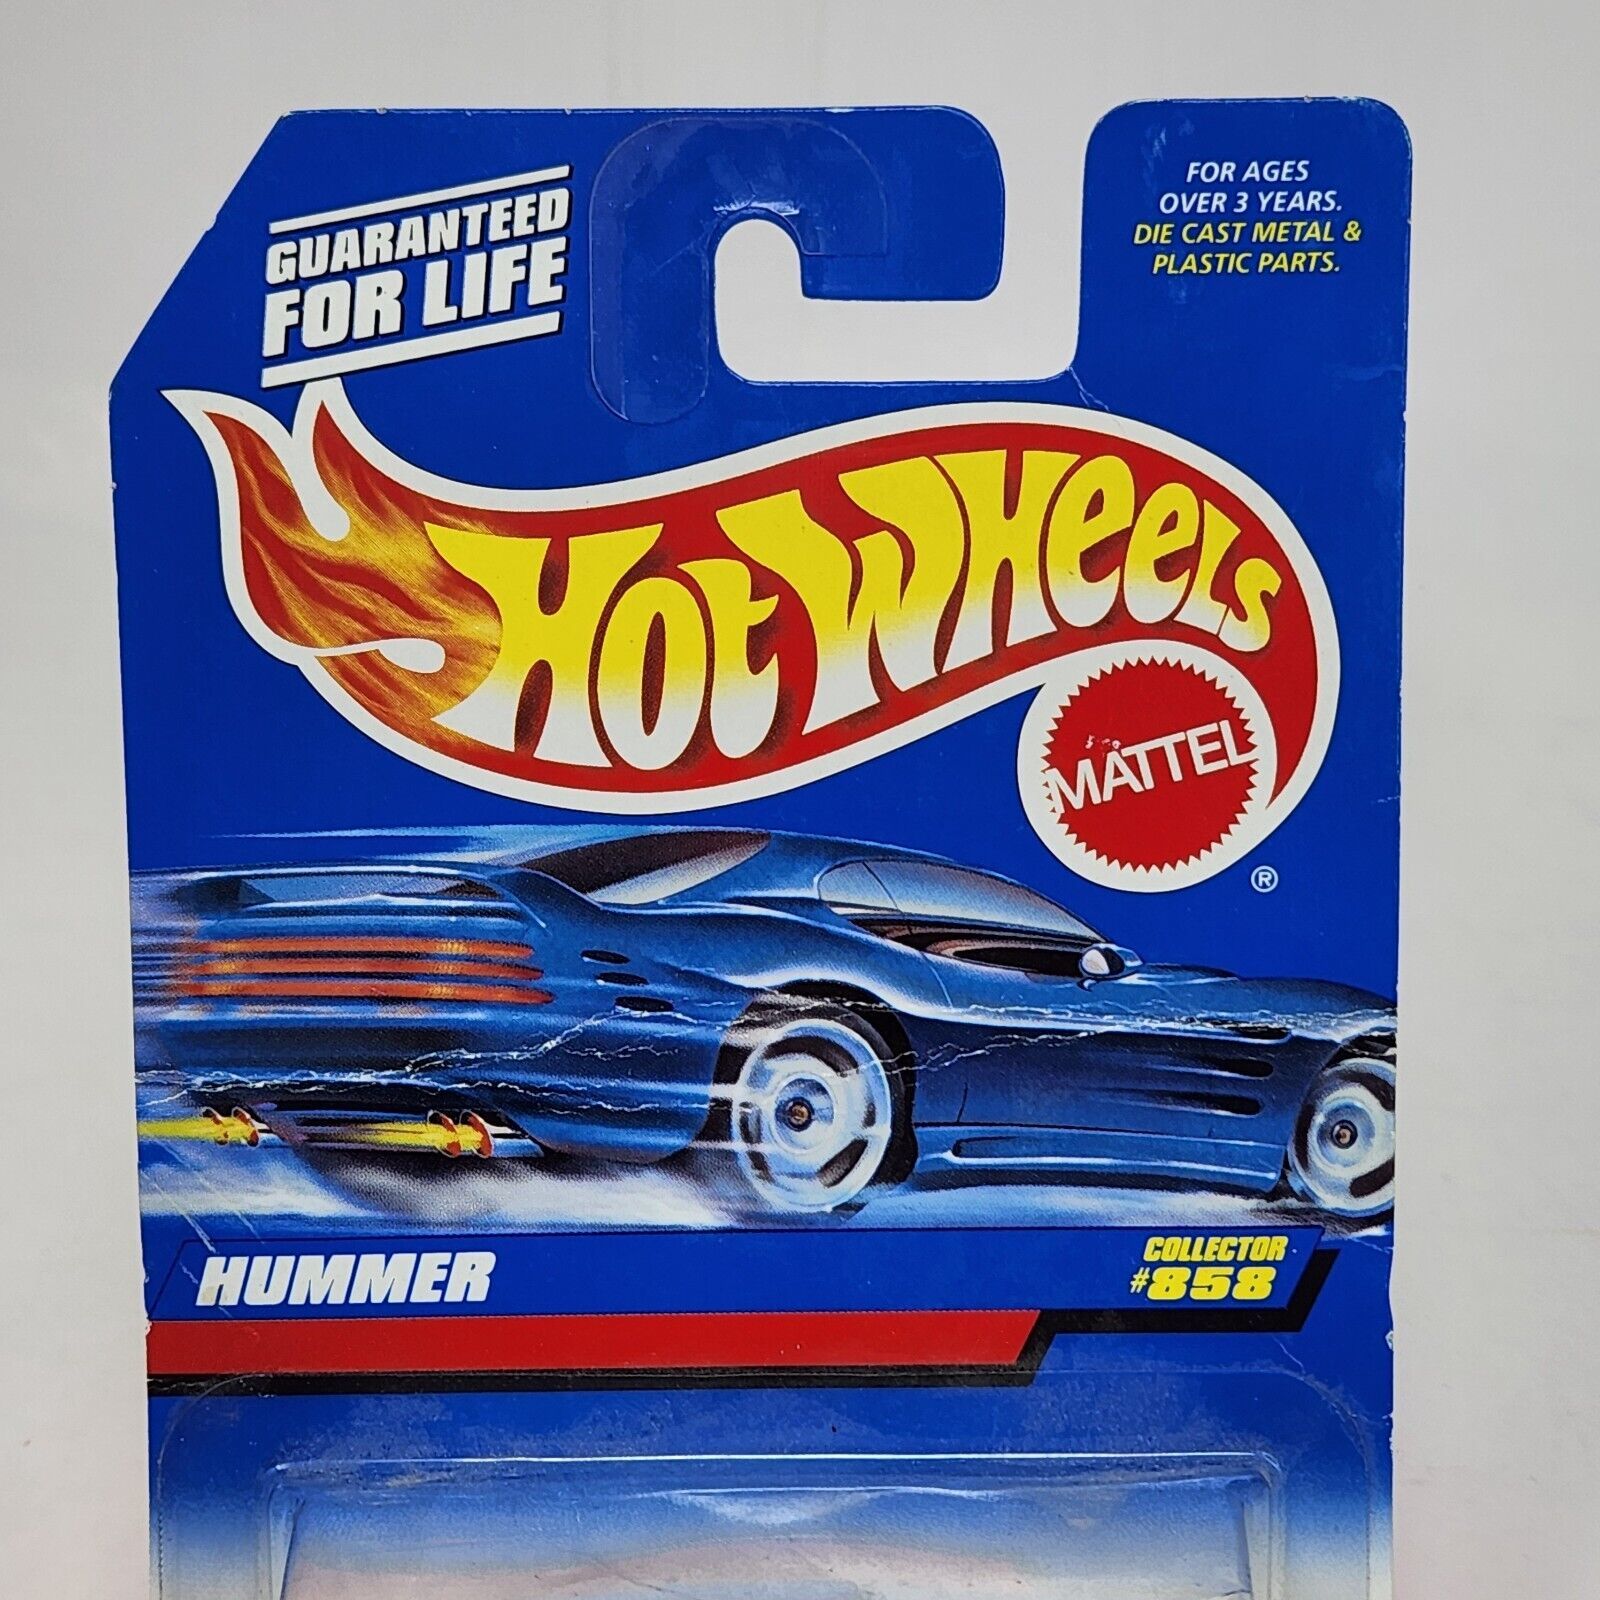 GUARANTEED
FOR LIFE
FOR AGES
OVER 3 YEARS.
DIE CAST METAL &
PLASTIC PARTS.
HOT WHEELS
MATTEL
®
HUMMER
COLLECTOR
#858